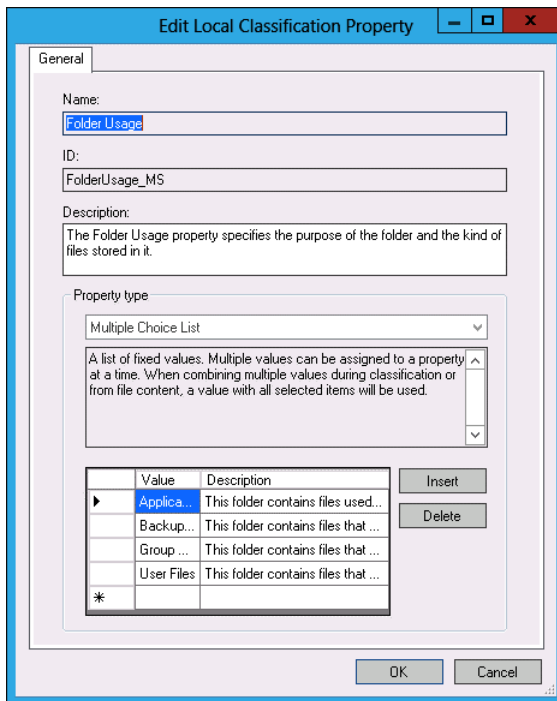 Edit Local Classification Property
General
Name:
Folder Usage
ID:
FolderUsage_MS
Description:
The Folder Usage property specifies the purpose of the folder and the kind of
files stored in it.
Property type
Multiple Choice List
A list of fixed values. Multiple values can be assigned to a property
at a time. When combining multiple values during classification or
from file content, a value with all selected items will be used.
Value Description
Applica... This folder contains files used...
Backup... This folder contains files that ...
Group ... This folder contains files that ...
User Files This folder contains files that ...
Insert
Delete
OK Cancel